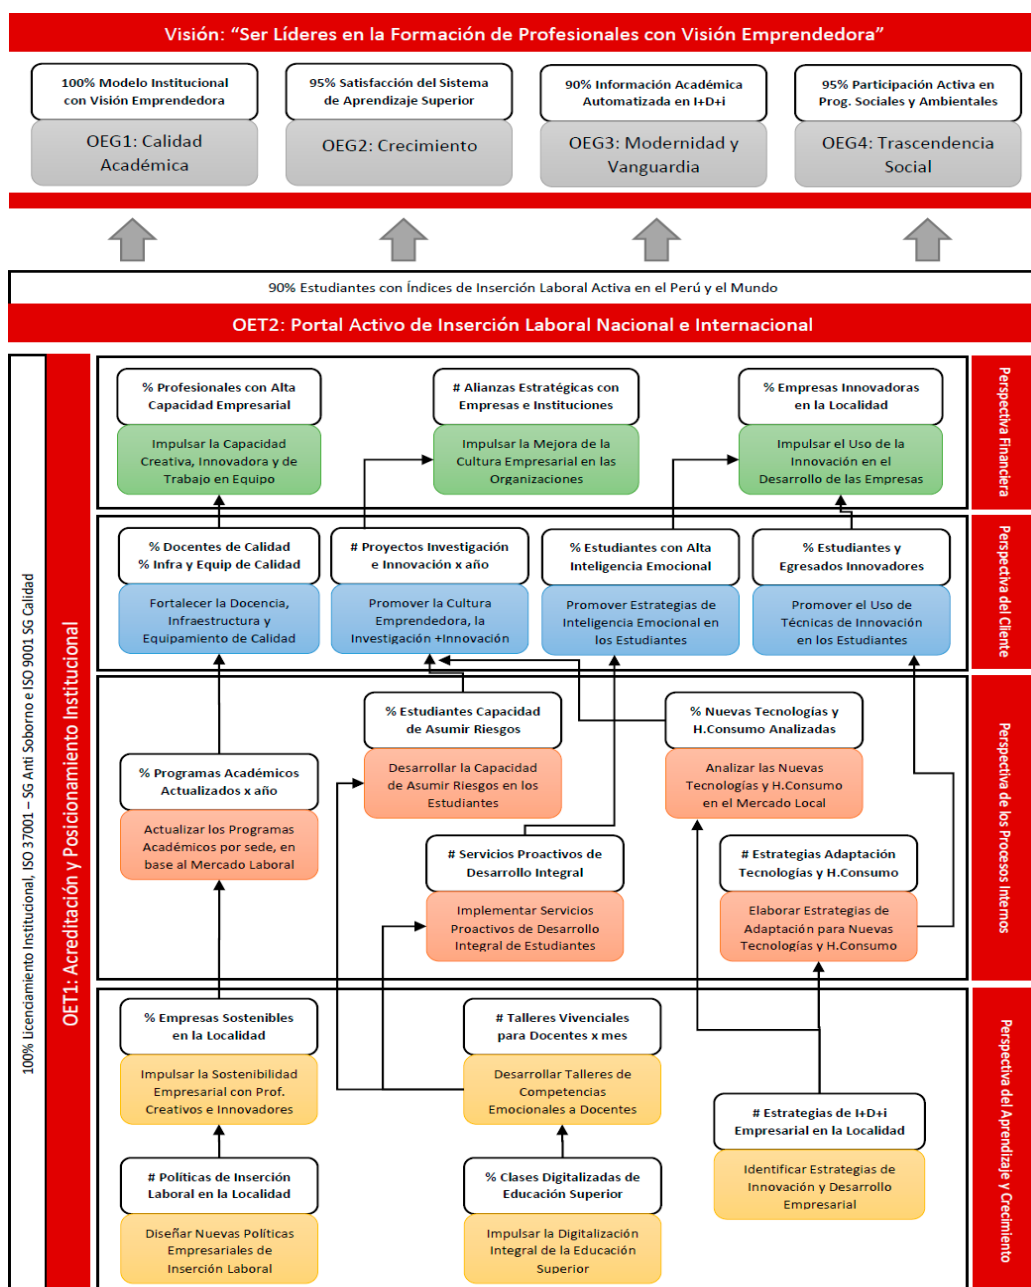 Visión: “Ser Líderes en la Formación de Profesionales con Visión Emprendedora”
100% Modelo Institucional
con Visión Emprendedora
OEG1: Calidad
Académica
95% Satisfacción del Sistema
de Aprendizaje Superior
OEG2: Crecimiento
90% Información Académica
Automatizada en I+D+i
OEG3: Modernidad y
Vanguardia
95% Participación Activa en
Prog. Sociales y Ambientales
OEG4: Trascendencia
Social
90% Estudiantes con Índices de Inserción Laboral Activa en el Perú y el Mundo
OET2: Portal Activo de Inserción Laboral Nacional e Internacional
100% Licenciamiento Institucional, ISO 37001 – SG Anti Soborno e ISO 9001 SG Calidad
OET1: Acreditación y Posicionamiento Institucional
% Profesionales con Alta
Capacidad Empresarial
Impulsar la Capacidad
Creativa, Innovadora y de
Trabajo en Equipo
# Alianzas Estratégicas con
Empresas e Instituciones
Impulsar la Mejora de la
Cultura Empresarial en las
Organizaciones
% Empresas Innovadoras
en la Localidad
Impulsar el Uso de la
Innovación en el
Desarrollo de las Empresas
Perspectiva Financiera
% Docentes de Calidad
% Infra y Equip de Calidad
Fortalecer la Docencia,
Infraestructura y
Equipamiento de Calidad
# Proyectos Investigación
e Innovación x año
Promover la Cultura
Emprendedora, la
Investigación +Innovación
% Estudiantes con Alta
Inteligencia Emocional
Promover Estrategias de
Inteligencia Emocional
en los Estudiantes
% Estudiantes y
Egresados Innovadores
Promover el Uso de
Técnicas de Innovación
en los Estudiantes
Perspectiva del Cliente
% Estudiantes Capacidad
de Asumir Riesgos
Desarrollar la Capacidad
de Asumir Riesgos en los
Estudiantes
% Nuevas Tecnologías y
H.Consumo Analizadas
Analizar las Nuevas
Tecnologías y H.Consumo
en el Mercado Local
% Programas Académicos
Actualizados x año
Actualizar los Programas
Académicos por sede, en
base al Mercado Laboral
# Servicios Proactivos de
Desarrollo Integral
Implementar Servicios
Proactivos de Desarrollo
Integral de Estudiantes
# Estrategias Adaptación
Tecnologías y H.Consumo
Elaborar Estrategias de
Adaptación para Nuevas
Tecnologías y H.Consumo
Perspectiva de los Procesos Internos
% Empresas Sostenibles
en la Localidad
Impulsar la Sostenibilidad
Empresarial con Prof.
Creativos e Innovadores
# Talleres Vivenciales
para Docentes x mes
Desarrollar Talleres de
Competencias
Emocionales a Docentes
# Estrategias de I+D+i
Empresarial en la Localidad
Identificar Estrategias de
Innovación y Desarrollo
Empresarial
# Políticas de Inserción
Laboral en la Localidad
Diseñar Nuevas Políticas
Empresariales de
Inserción Laboral
% Clases Digitalizadas de
Educación Superior
Impulsar la Digitalización
Integral de la Educación
Superior
Perspectiva del Aprendizaje y Crecimiento